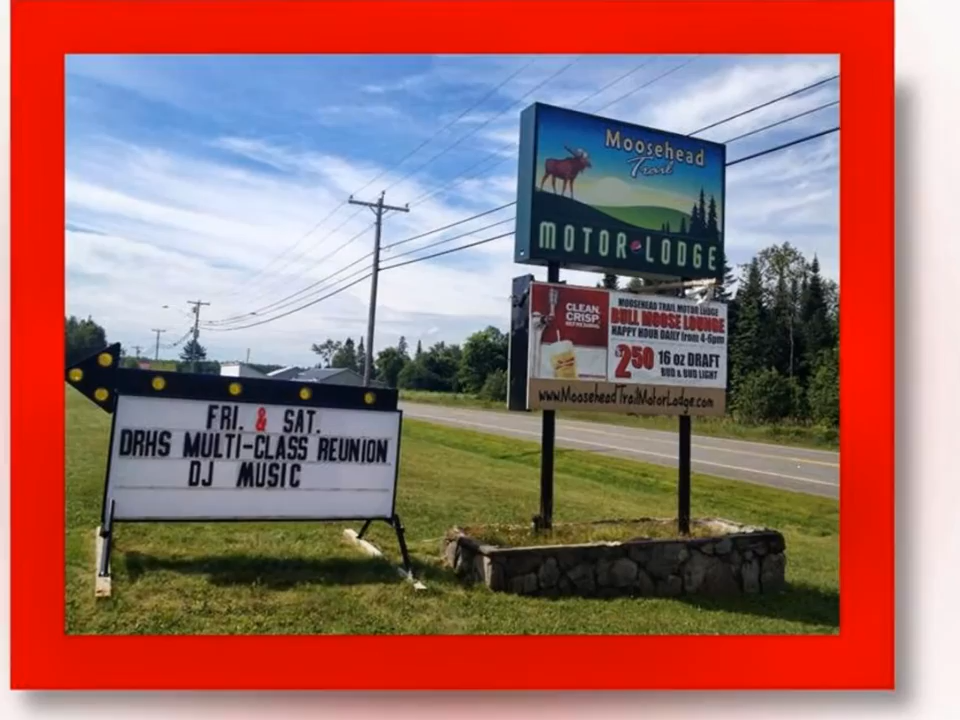 FRI. & SAT.
DRHS MULTI-CLASS REUNION
DJ MUSIC
Moosehead
Trail
MOTOR LODGE
CLEAN.
CRISP.
REFRESHING.
MOOSEHEAD TRAIL MOTOR LODGE
BULL MOOSE LOUNGE
HAPPY HOUR DAILY from 4-6pm
$2.50 16 oz DRAFT
BUD & BUD LIGHT
www.MooseheadTrailMotorLodge.com